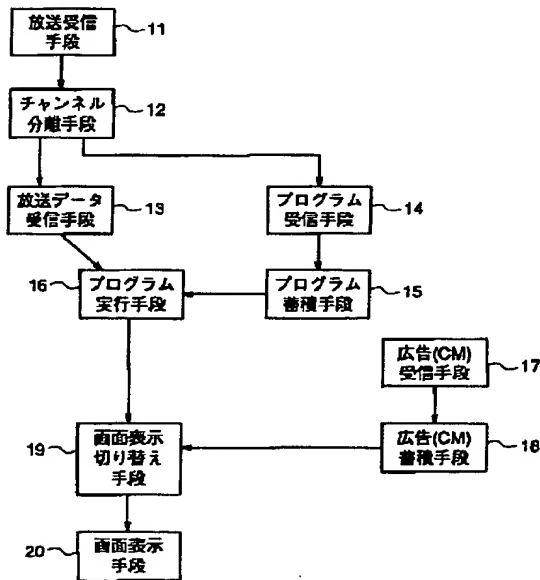 放送受信
手段
11
チャンネル
分離手段
12
放送データ
受信手段
13
プログラム
受信手段
14
16
プログラム
実行手段
プログラム
蓄積手段
15
広告(CM)
受信手段
17
19
画面表示
切り替え
手段
広告(CM)
蓄積手段
18
20
画面表示
手段